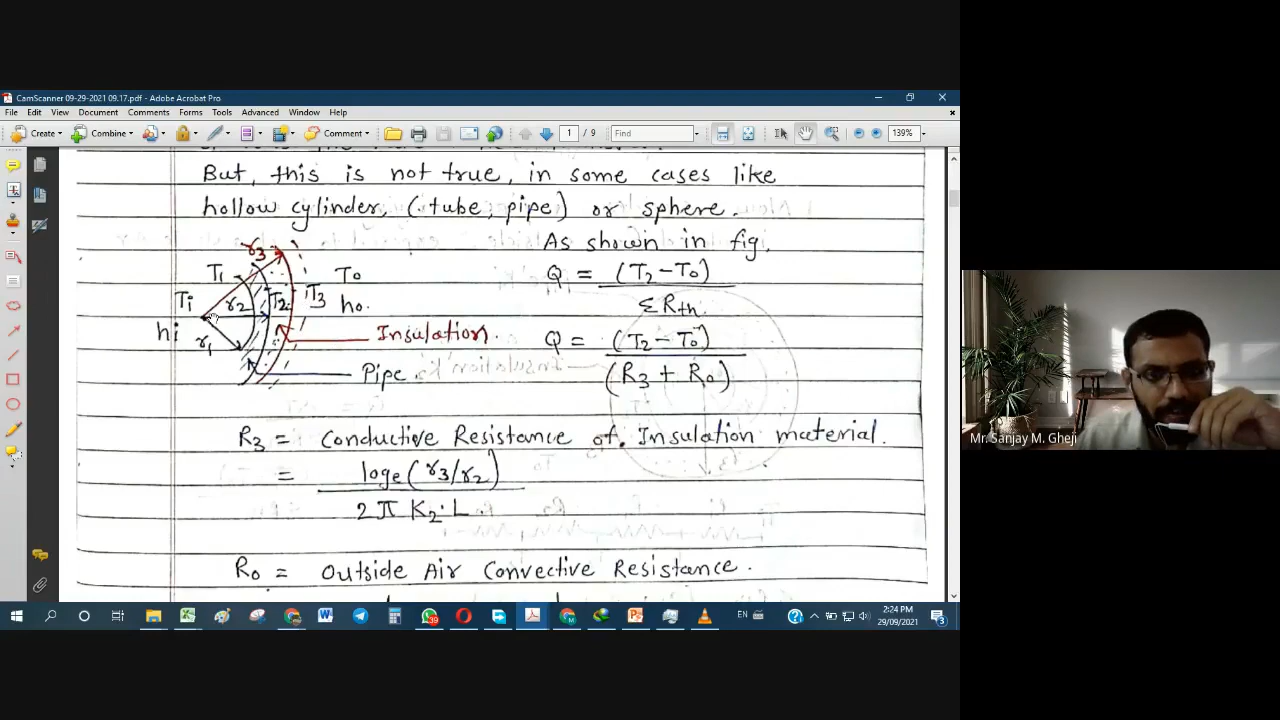 CamScanner 09-29-2021 09.17.pdf - Adobe Acrobat Pro
File Edit View Document Comments Forms Tools Advanced Window Help
Create Combine Comment 1 / 9 Find 139%
But, this is not true, in some cases like
hollow cylinder, (tube, pipe) or sphere.
As shown in fig.
r3
T1 To Q = (T2-To)
Ti r2 T2 T3 ho. ΣRth
hi r1 Insulation. Q = (T2-To)
Pipe (R3 + Ro)
R3 = Conductive Resistance of Insulation material.
= loge (r3/r2)
2π K2·L.
Ro = Outside Air Convective Resistance.
Mr. Sanjay M. Gheji
39
EN
2:24 PM
29/09/2021
3